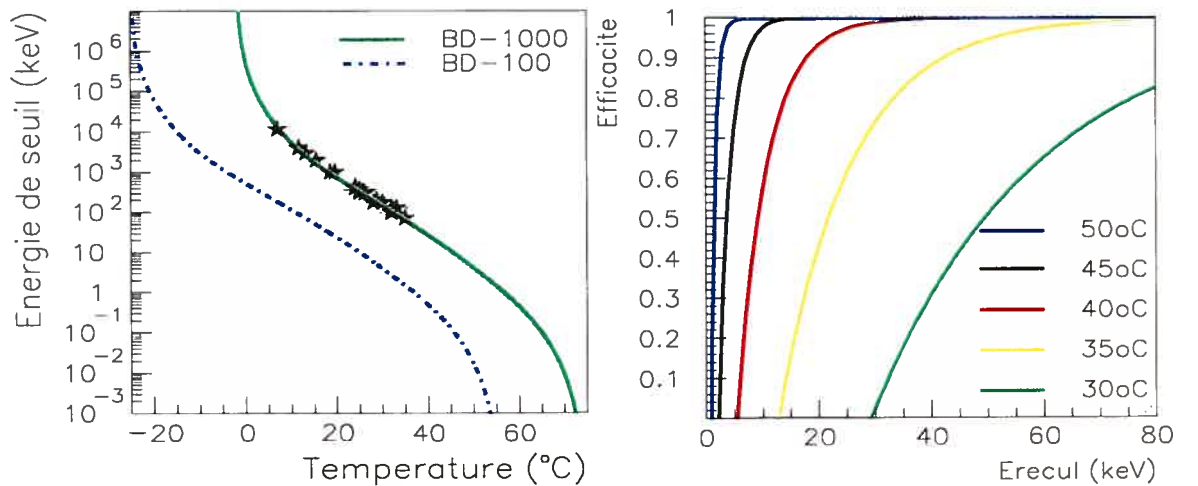 Energie de seuil (keV)
10^6
10^5
10^4
10^3
10^2
10
1
10^-1
10^-2
10^-3
BD-1000
BD-100
-20 0 20 40 60
Temperature (°C)
Efficacite
1
0.9
0.8
0.7
0.6
0.5
0.4
0.3
0.2
0.1
50oC
45oC
40oC
35oC
30oC
0 20 40 60 80
Erecul (keV)